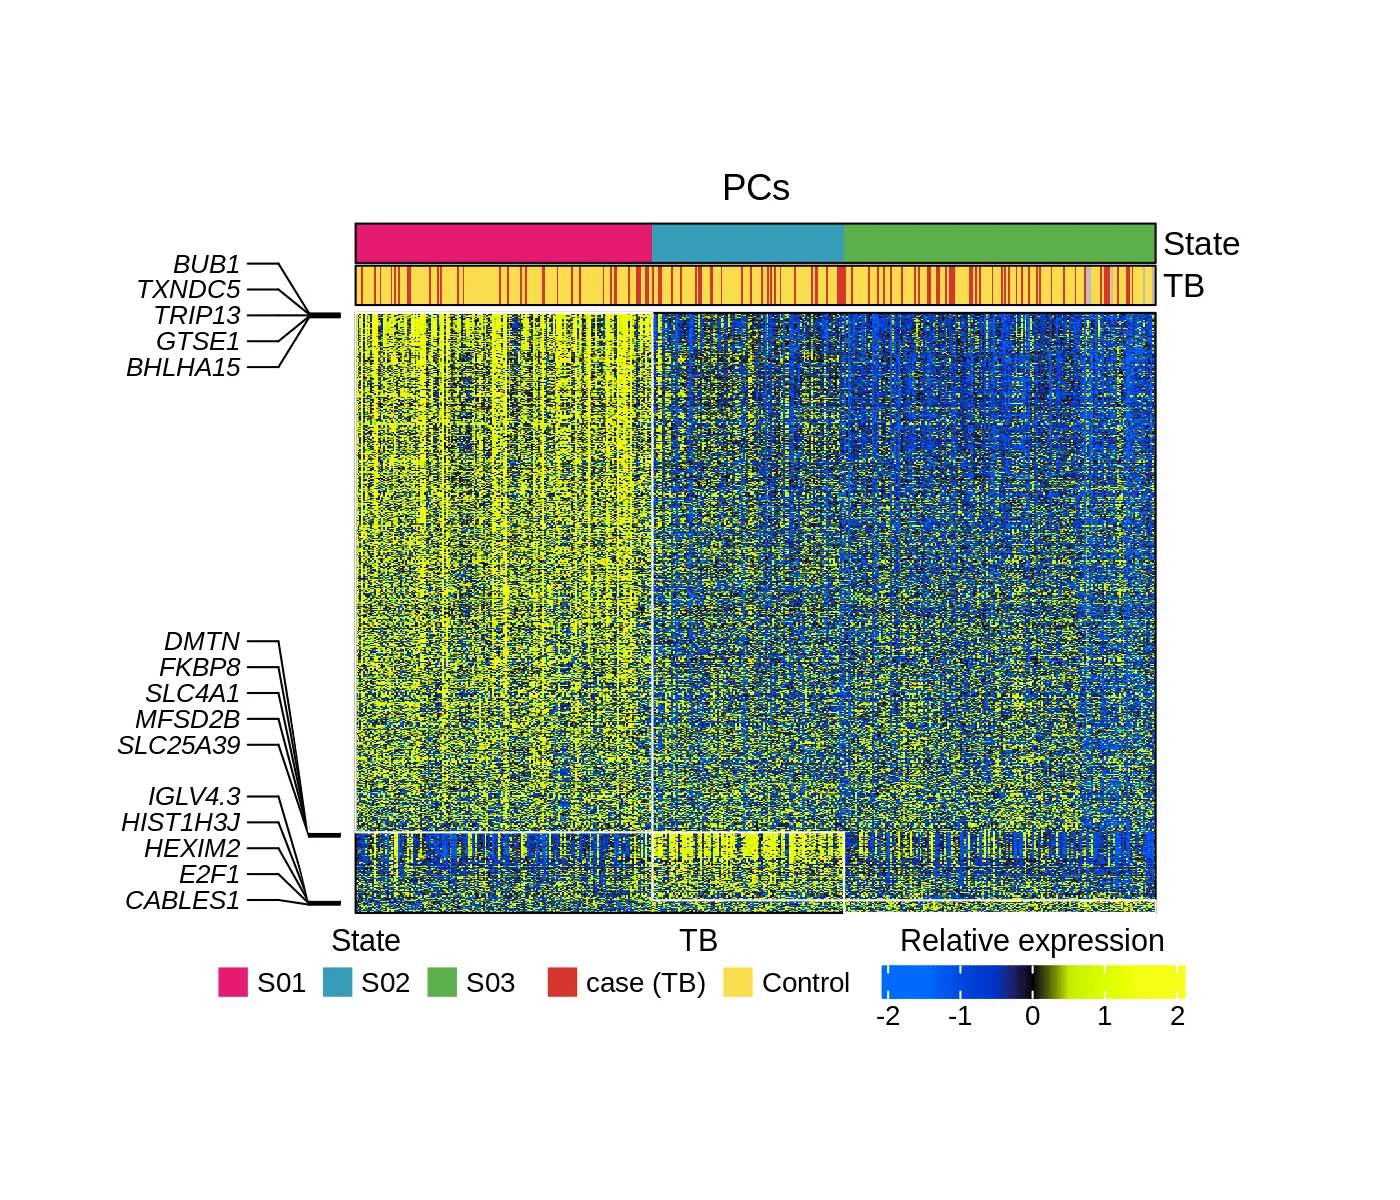 PCs
State
TB
BUB1
TXNDC5
TRIP13
GTSE1
BHLHA15
DMTN
FKBP8
SLC4A1
MFSD2B
SLC25A39
IGLV4.3
HIST1H3J
HEXIM2
E2F1
CABLES1
State TB Relative expression
S01 S02 S03 case (TB) Control
-2 -1 0 1 2